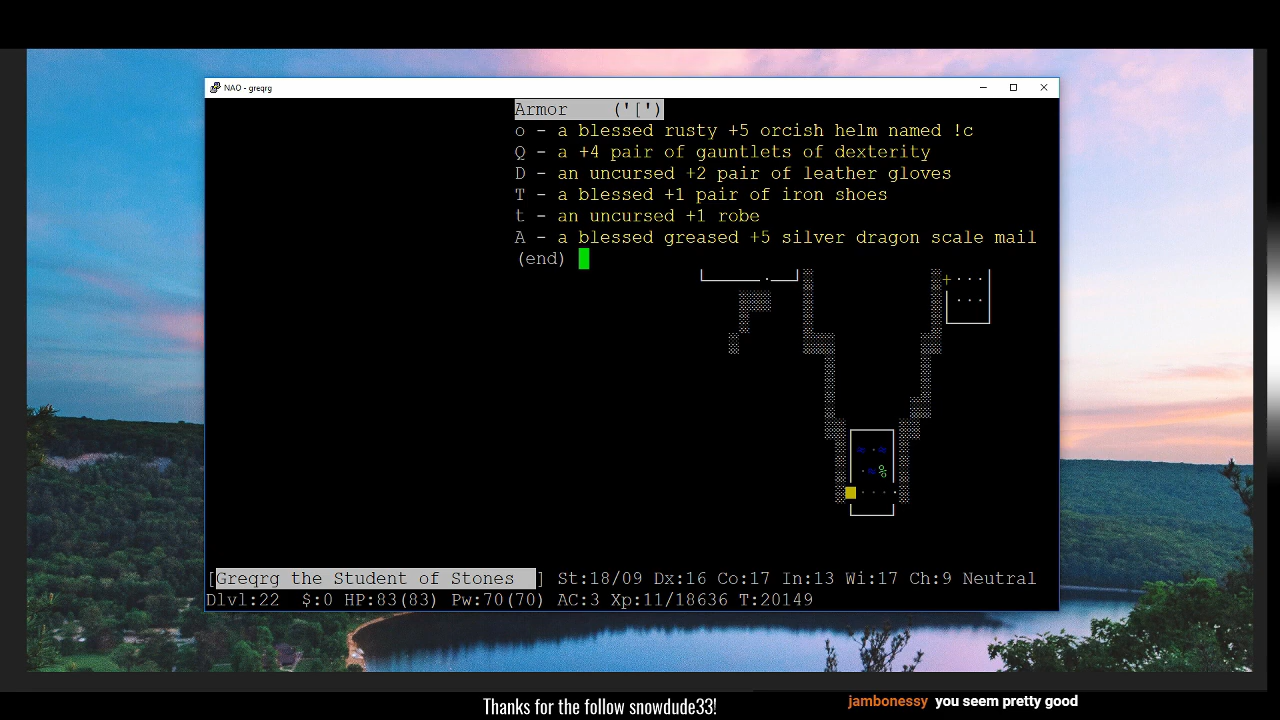 NAO - greqrg
Armor ('[')
o - a blessed rusty +5 orcish helm named !c
Q - a +4 pair of gauntlets of dexterity
D - an uncursed +2 pair of leather gloves
T - a blessed +1 pair of iron shoes
t - an uncursed +1 robe
A - a blessed greased +5 silver dragon scale mail
(end)
[Greqrg the Student of Stones ] St:18/09 Dx:16 Co:17 In:13 Wi:17 Ch:9 Neutral
Dlvl:22 $:0 HP:83(83) Pw:70(70) AC:3 Xp:11/18636 T:20149
Thanks for the follow snowdude33!
jambonessy you seem pretty good